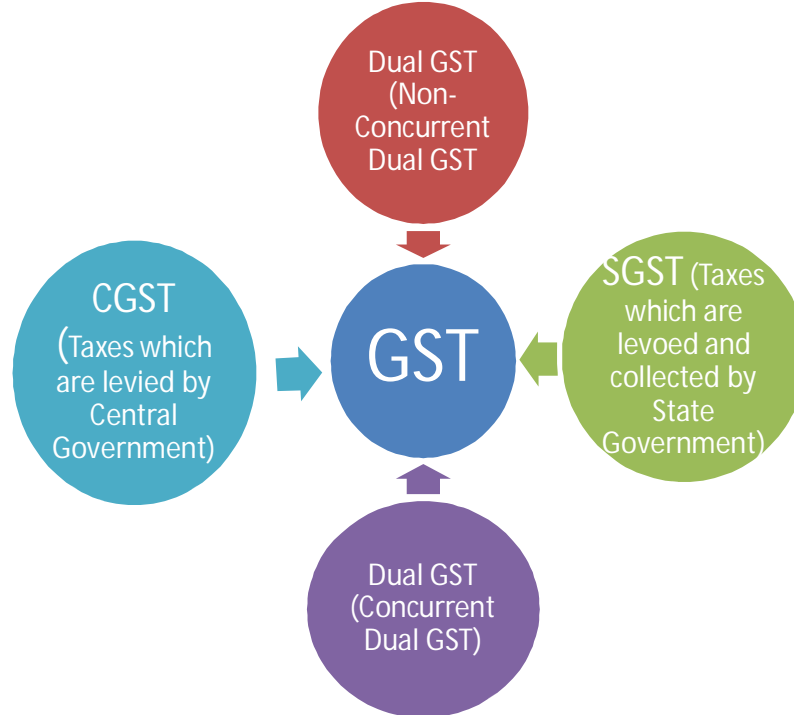 Dual GST
(Non-
Concurrent
Dual GST
CGST
(Taxes which
are levied by
Central
Government)
GST
SGST (Taxes
which are
levoed and
collected by
State
Government)
Dual GST
(Concurrent
Dual GST)